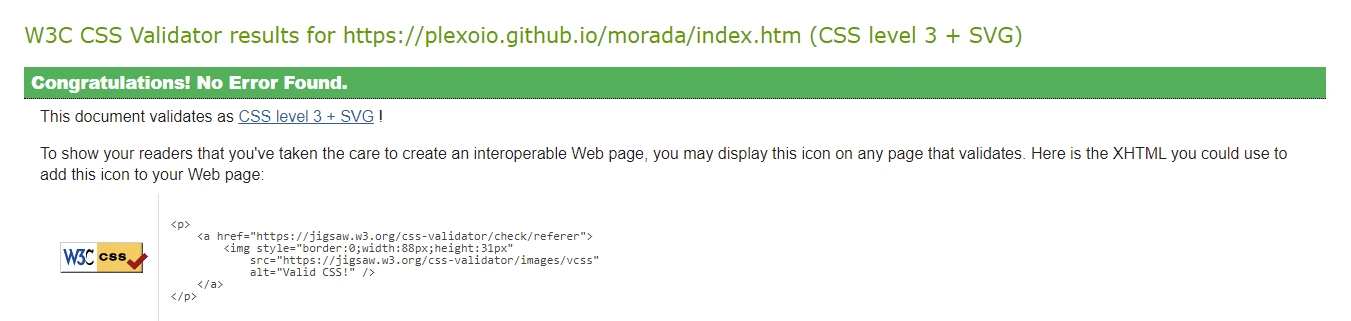 W3C CSS Validator results for https://plexoio.github.io/morada/index.htm (CSS level 3 + SVG)
Congratulations! No Error Found.
This document validates as CSS level 3 + SVG !
To show your readers that you've taken the care to create an interoperable Web page, you may display this icon on any page that validates. Here is the XHTML you could use to
add this icon to your Web page:
W3C css
<p>
<a href="https://jigsaw.w3.org/css-validator/check/referer">
<img style="border:0;width:88px;height:31px"
src="https://jigsaw.w3.org/css-validator/images/vcss"
alt="Valid CSS!" />
</a>
</p>